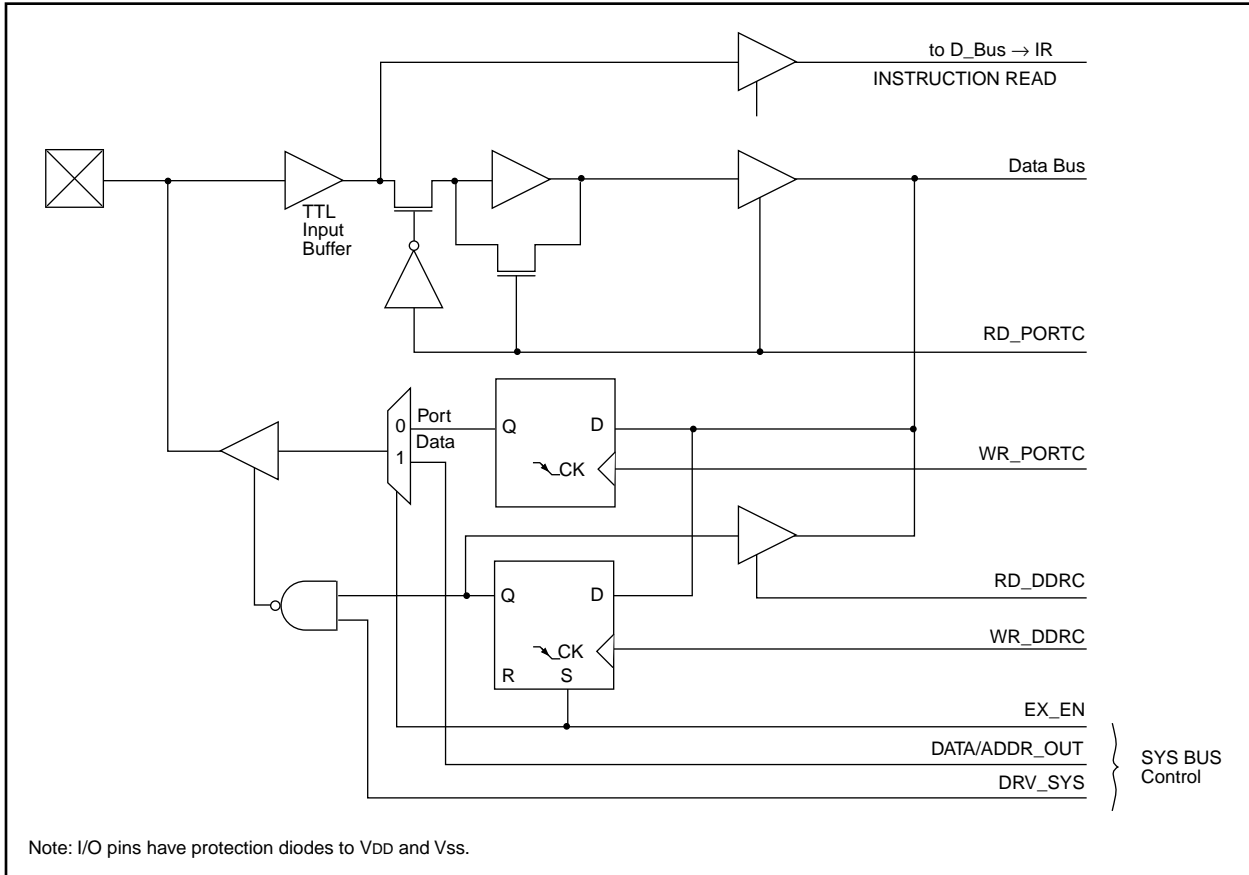 to D_Bus → IR
INSTRUCTION READ
Data Bus
TTL
Input
Buffer
RD_PORTC
0
Port
Data
1
Q
D
CK
WR_PORTC
RD_DDRC
Q
D
CK
R
S
WR_DDRC
EX_EN
DATA/ADDR_OUT
DRV_SYS
SYS BUS
Control
Note: I/O pins have protection diodes to VDD and Vss.